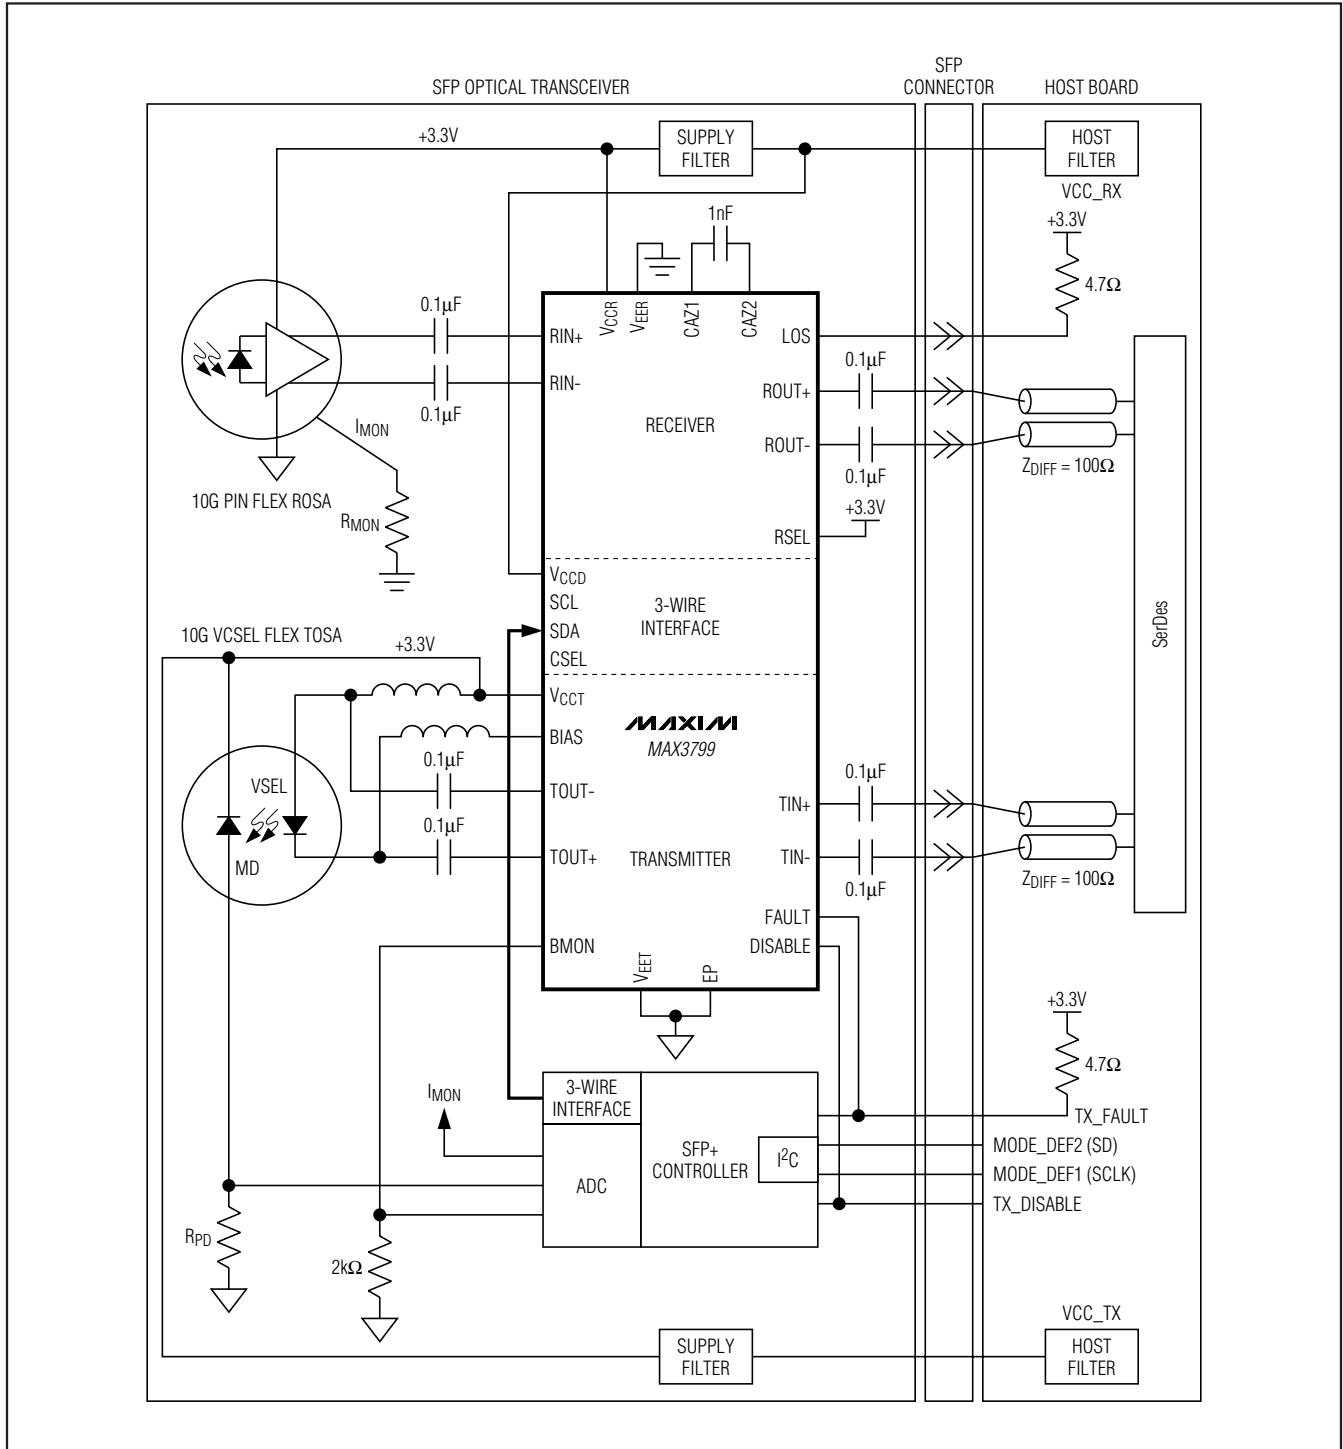 SFP OPTICAL TRANSCEIVER
SFP
CONNECTOR
HOST BOARD
+3.3V
SUPPLY
FILTER
HOST
FILTER
VCC_RX
1nF
+3.3V
4.7Ω
0.1µF
RIN+
VCCR
VEER
CAZ1
CAZ2
LOS
0.1µF
RIN-
0.1µF
ROUT+
IMON
RECEIVER
ROUT-
0.1µF
ZDIFF = 100Ω
10G PIN FLEX ROSA
RMON
+3.3V
RSEL
VCCD
SCL
SDA
CSEL
3-WIRE
INTERFACE
SerDes
10G VCSEL FLEX TOSA
+3.3V
VCCT
MAXIM
MAX3799
BIAS
0.1µF
VSEL
TOUT-
0.1µF
TIN+
0.1µF
MD
TOUT+
TRANSMITTER
TIN-
0.1µF
ZDIFF = 100Ω
FAULT
BMON
DISABLE
VEET
EP
+3.3V
4.7Ω
IMON
3-WIRE
INTERFACE
TX_FAULT
SFP+
CONTROLLER
I2C
MODE_DEF2 (SD)
MODE_DEF1 (SCLK)
ADC
TX_DISABLE
RPD
2kΩ
VCC_TX
SUPPLY
FILTER
HOST
FILTER